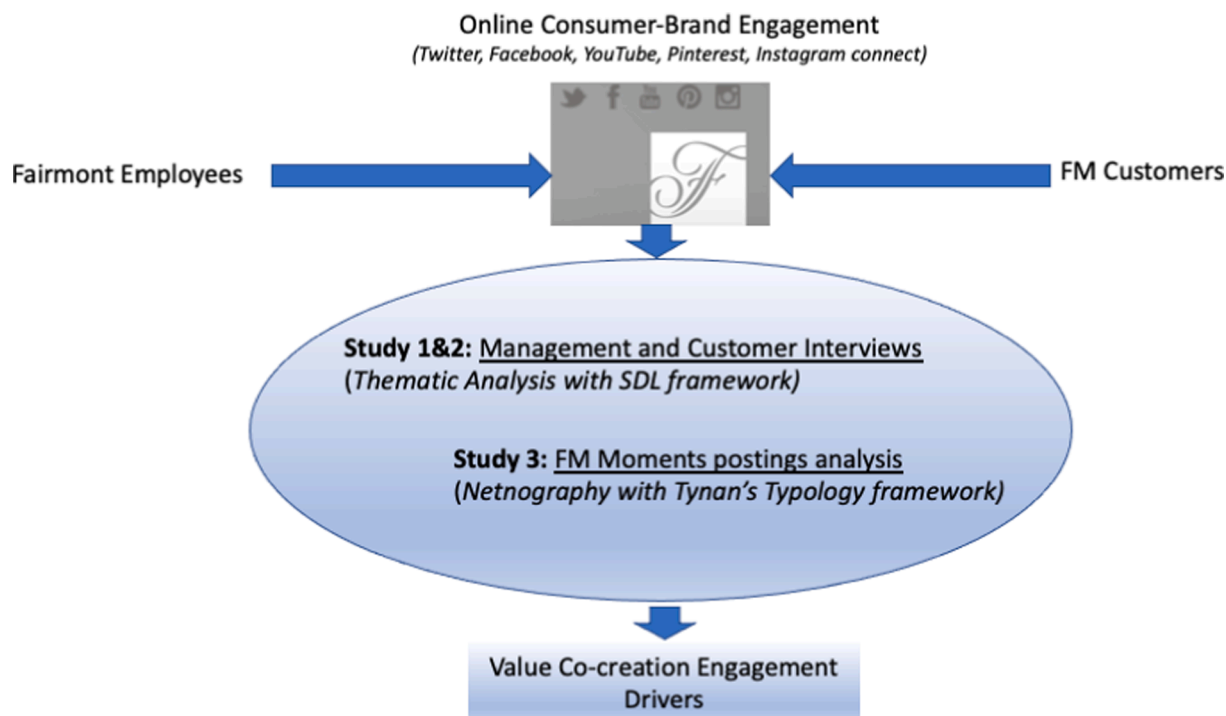 Online Consumer-Brand Engagement
(Twitter, Facebook, YouTube, Pinterest, Instagram connect)
Fairmont Employees
FM Customers
Study 1&2: Management and Customer Interviews
(Thematic Analysis with SDL framework)
Study 3: FM Moments postings analysis
(Netnography with Tynan's Typology framework)
Value Co-creation Engagement
Drivers